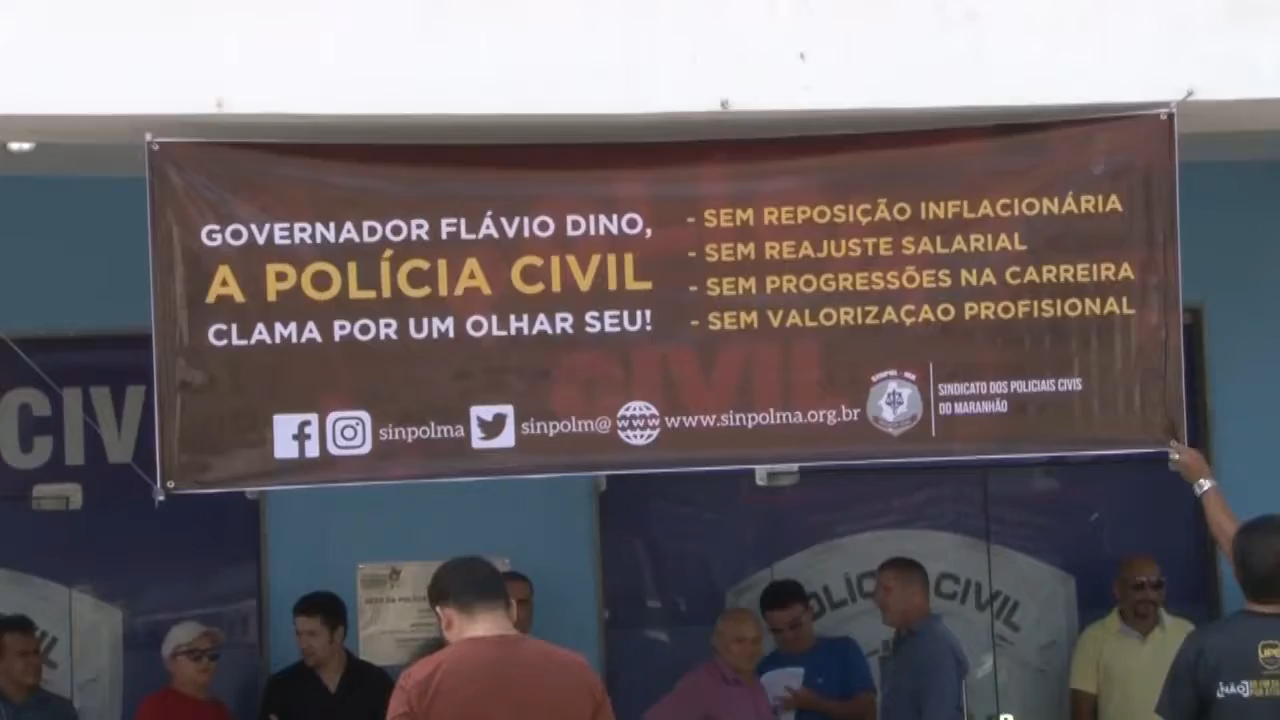 GOVERNADOR FLÁVIO DINO,
A POLÍCIA CIVIL
CLAMA POR UM OLHAR SEU!
- SEM REPOSIÇÃO INFLACIONÁRIA
- SEM REAJUSTE SALARIAL
- SEM PROGRESSÕES NA CARREIRA
- SEM VALORIZAÇAO PROFISIONAL
sinpolma
sinpolm@
www
www.sinpolma.org.br
SINDICATO DOS POLICIAIS CIVIS
DO MARANHÃO
CIV
POLÍCIA CIVIL
[NÃO]